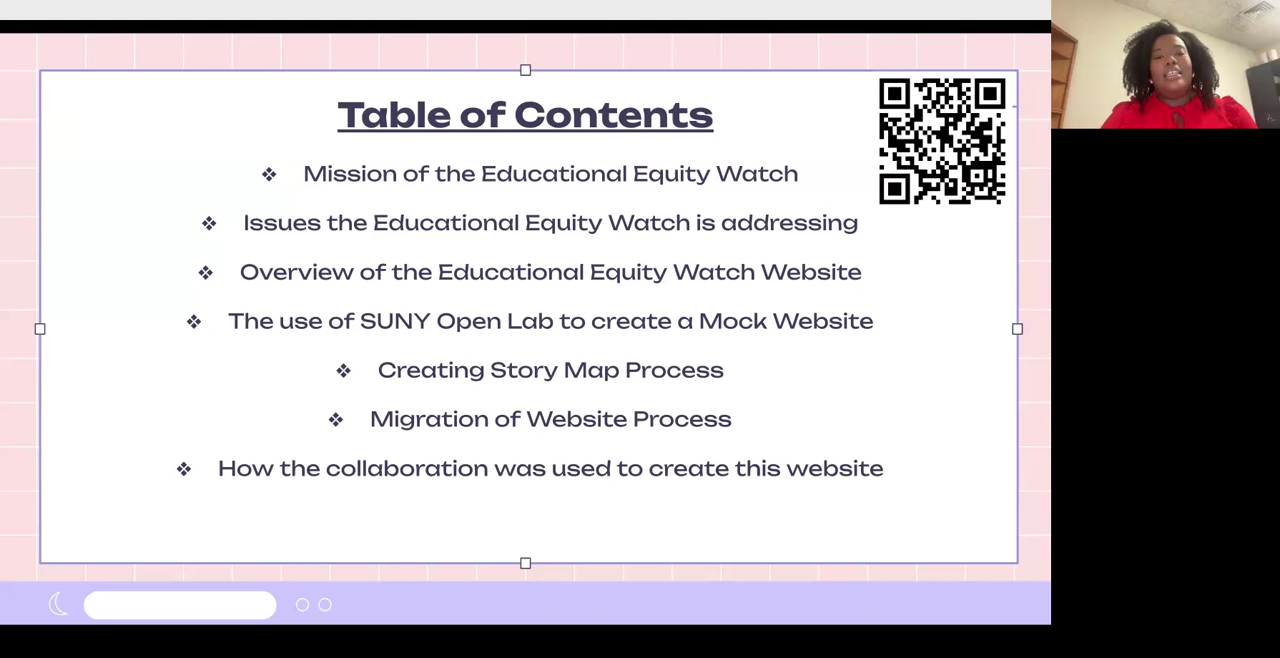 Table of Contents
❖ Mission of the Educational Equity Watch
❖ Issues the Educational Equity Watch is addressing
❖ Overview of the Educational Equity Watch Website
❖ The use of SUNY Open Lab to create a Mock Website
❖ Creating Story Map Process
❖ Migration of Website Process
❖ How the collaboration was used to create this website